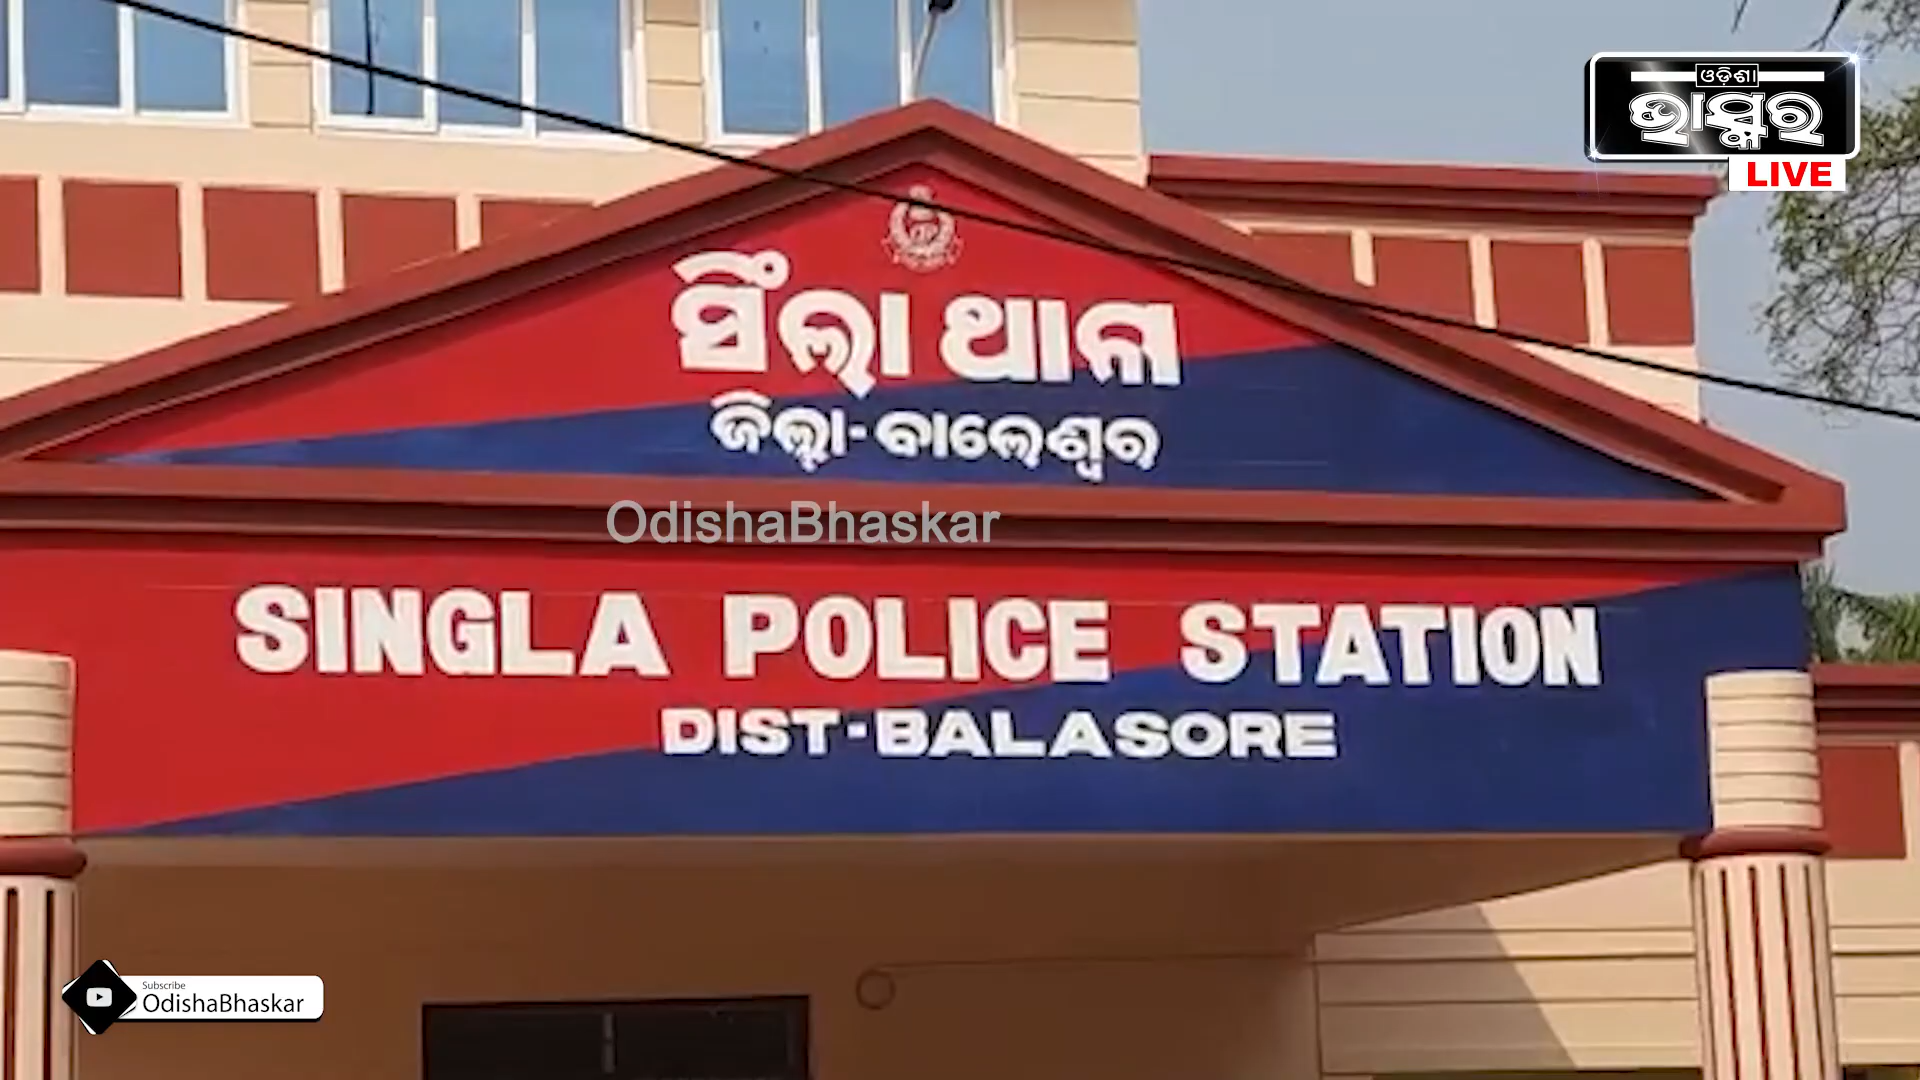 ଓଡ଼ିଶା
ଭାସ୍କର
LIVE
ସିଂଲା ଥାନା
ଜିଲ୍ଲା-ବାଲେଶ୍ୱର
OdishaBhaskar
SINGLA POLICE STATION
DIST-BALASORE
Subscribe
OdishaBhaskar